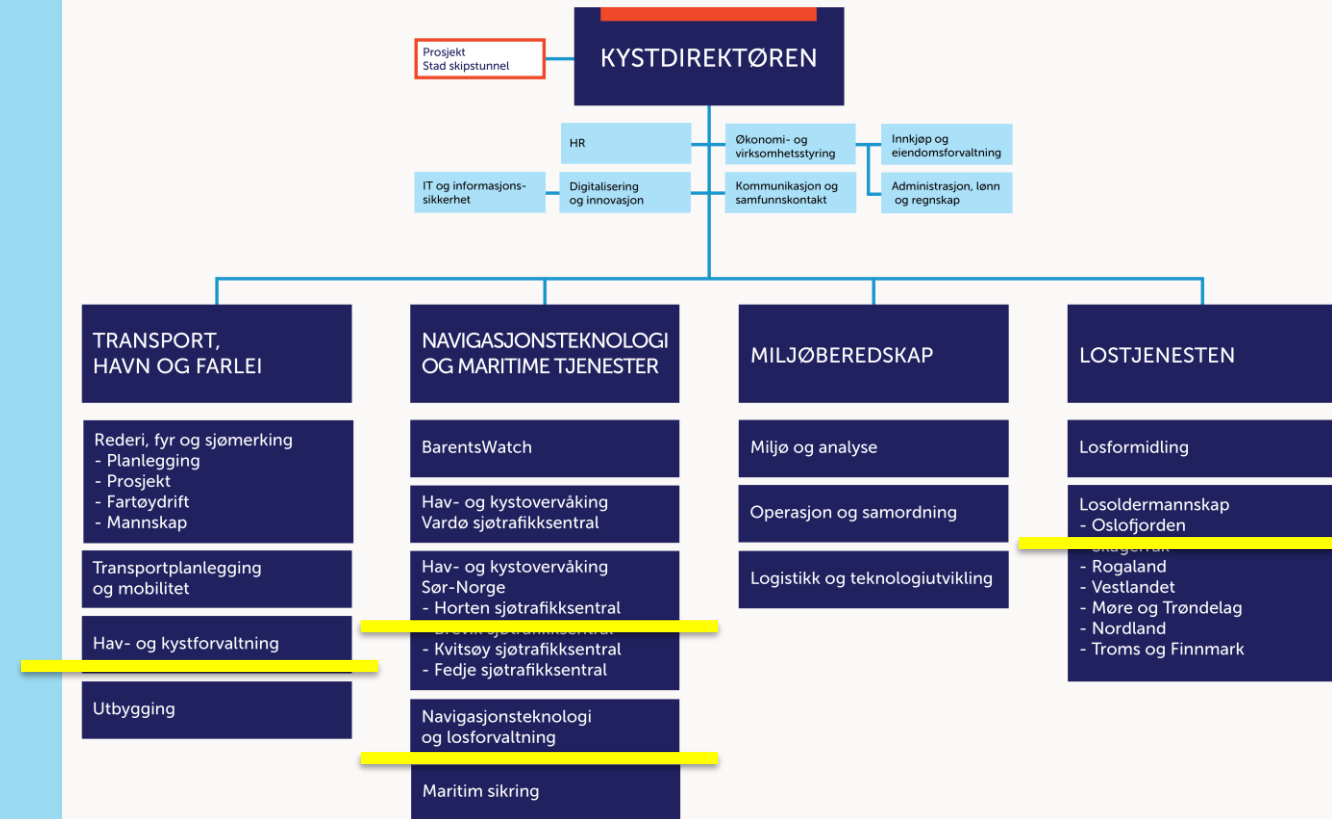 Prosjekt
Stad skipstunnel
KYSTDIREKTØREN
HR
Økonomi- og
virksomhetsstyring
Innkjøp og
eiendomsforvaltning
IT og informasjons-
sikkerhet
Digitalisering
og innovasjon
Kommunikasjon og
samfunnskontakt
Administrasjon, lønn
og regnskap
TRANSPORT,
HAVN OG FARLEI
Rederi, fyr og sjømerking
- Planlegging
- Prosjekt
- Fartøydrift
- Mannskap
Transportplanlegging
og mobilitet
Hav- og kystforvaltning
Utbygging
NAVIGASJONSTEKNOLOGI
OG MARITIME TJENESTER
BarentsWatch
Hav- og kystovervåking
Vardø sjøtrafikksentral
Hav- og kystovervåking
Sør-Norge
- Horten sjøtrafikksentral
- Brevik sjøtrafikksentral
- Kvitsøy sjøtrafikksentral
- Fedje sjøtrafikksentral
Navigasjonsteknologi
og losforvaltning
Maritim sikring
MILJØBEREDSKAP
Miljø og analyse
Operasjon og samordning
Logistikk og teknologiutvikling
LOSTJENESTEN
Losformidling
Losoldermannskap
- Oslofjorden
- Skagerrak
- Rogaland
- Vestlandet
- Møre og Trøndelag
- Nordland
- Troms og Finnmark